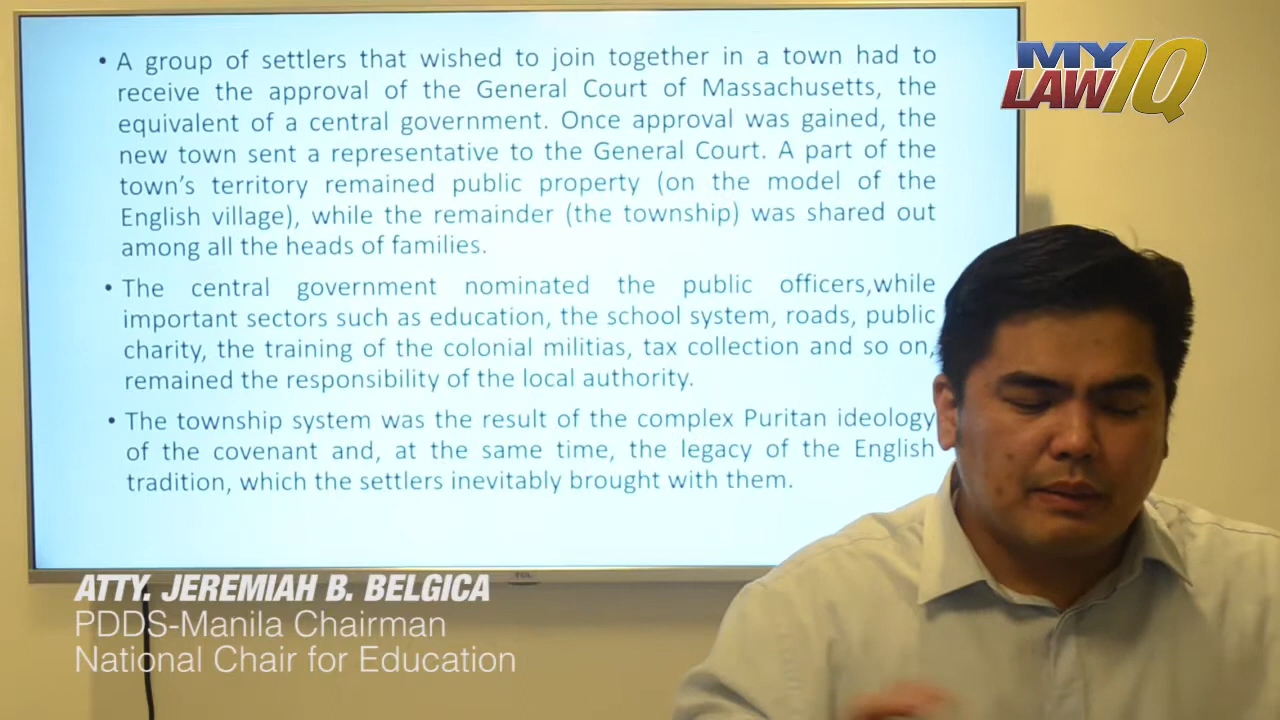 • A group of settlers that wished to join together in a town had to
receive the approval of the General Court of Massachusetts, the
equivalent of a central government. Once approval was gained, the
new town sent a representative to the General Court. A part of the
town's territory remained public property (on the model of the
English village), while the remainder (the township) was shared out
among all the heads of families.
• The central government nominated the public officers,while
important sectors such as education, the school system, roads, public
charity, the training of the colonial militias, tax collection and so on,
remained the responsibility of the local authority.
• The township system was the result of the complex Puritan ideology
of the covenant and, at the same time, the legacy of the English
tradition, which the settlers inevitably brought with them.
MY
LAW IQ
TCL
ATTY. JEREMIAH B. BELGICA
PDDS-Manila Chairman
National Chair for Education